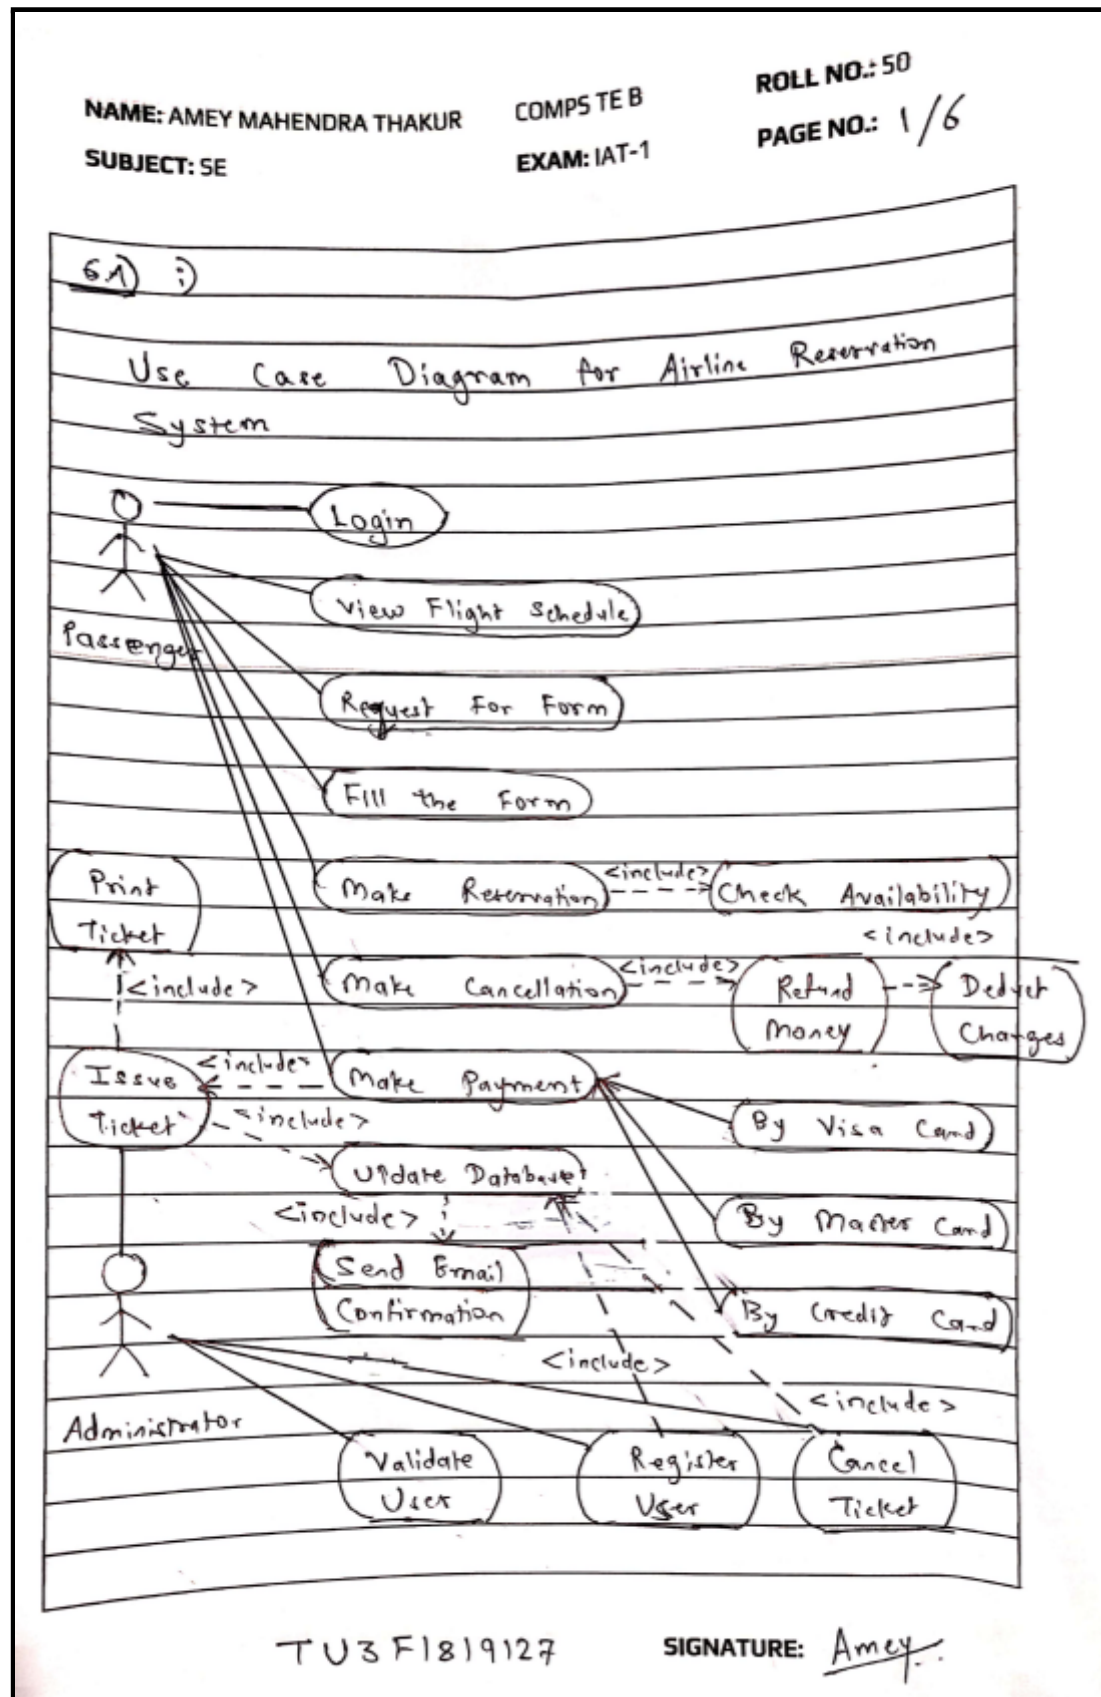 NAME: AMEY MAHENDRA THAKUR
COMPS TE B
ROLL NO.: 50
SUBJECT: SE
EXAM: IAT-1
PAGE NO.: 1/6
i)
Use Case Diagram for Airline Reservation
System
Login
View Flight Schedule
Passenger
Request For Form
Fill the Form
Print
Ticket
Make Reservation
<include>
Check Availability
<include>
<include>
Make Cancellation
<include>
Refund
Money
Deduct
Charges
Issue
Ticket
<include>
Make Payment
<include>
By Visa Card
Update Database
<include>
By Master Card
Send Email
Confirmation
By Credit Card
<include>
<include>
Administrator
Validate
User
Register
User
Cancel
Ticket
TU3F1819127
SIGNATURE: Amey